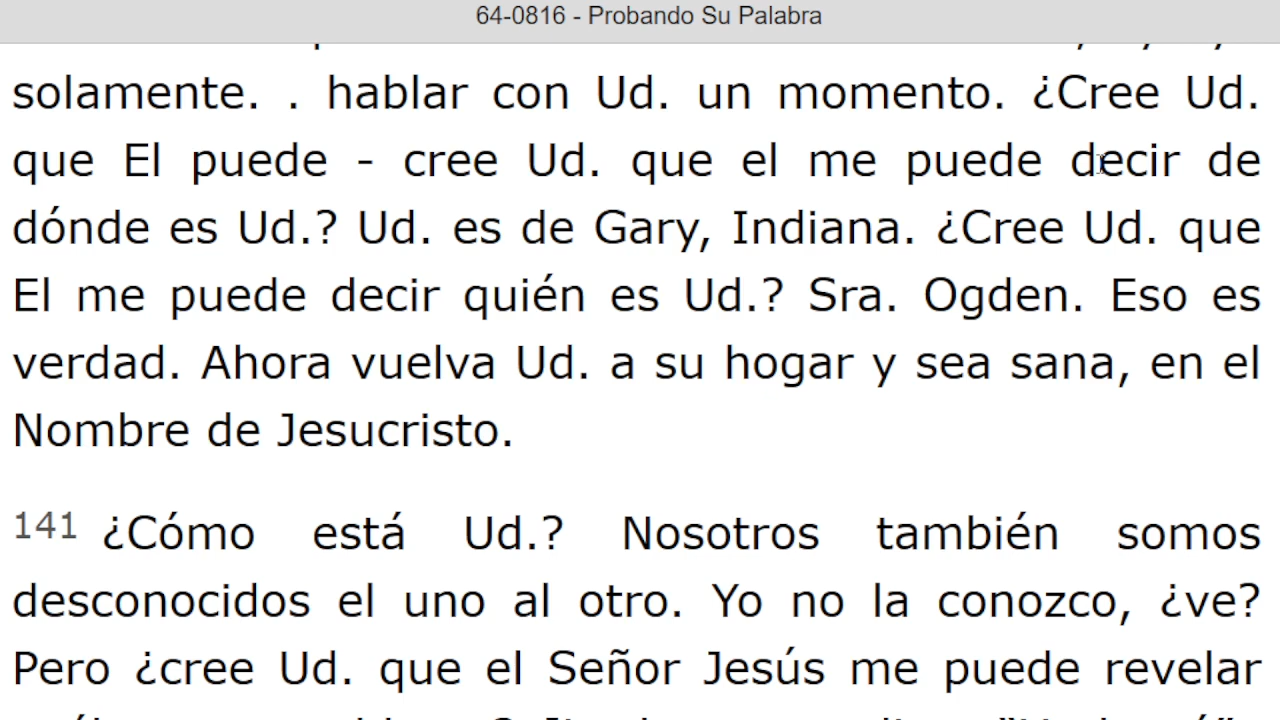 64-0816 - Probando Su Palabra
solamente. . hablar con Ud. un momento. ¿Cree Ud.
que El puede - cree Ud. que el me puede decir de
dónde es Ud.? Ud. es de Gary, Indiana. ¿Cree Ud. que
El me puede decir quién es Ud.? Sra. Ogden. Eso es
verdad. Ahora vuelva Ud. a su hogar y sea sana, en el
Nombre de Jesucristo.
141 ¿Cómo está Ud.? Nosotros también somos
desconocidos el uno al otro. Yo no la conozco, ¿ve?
Pero ¿cree Ud. que el Señor Jesús me puede revelar